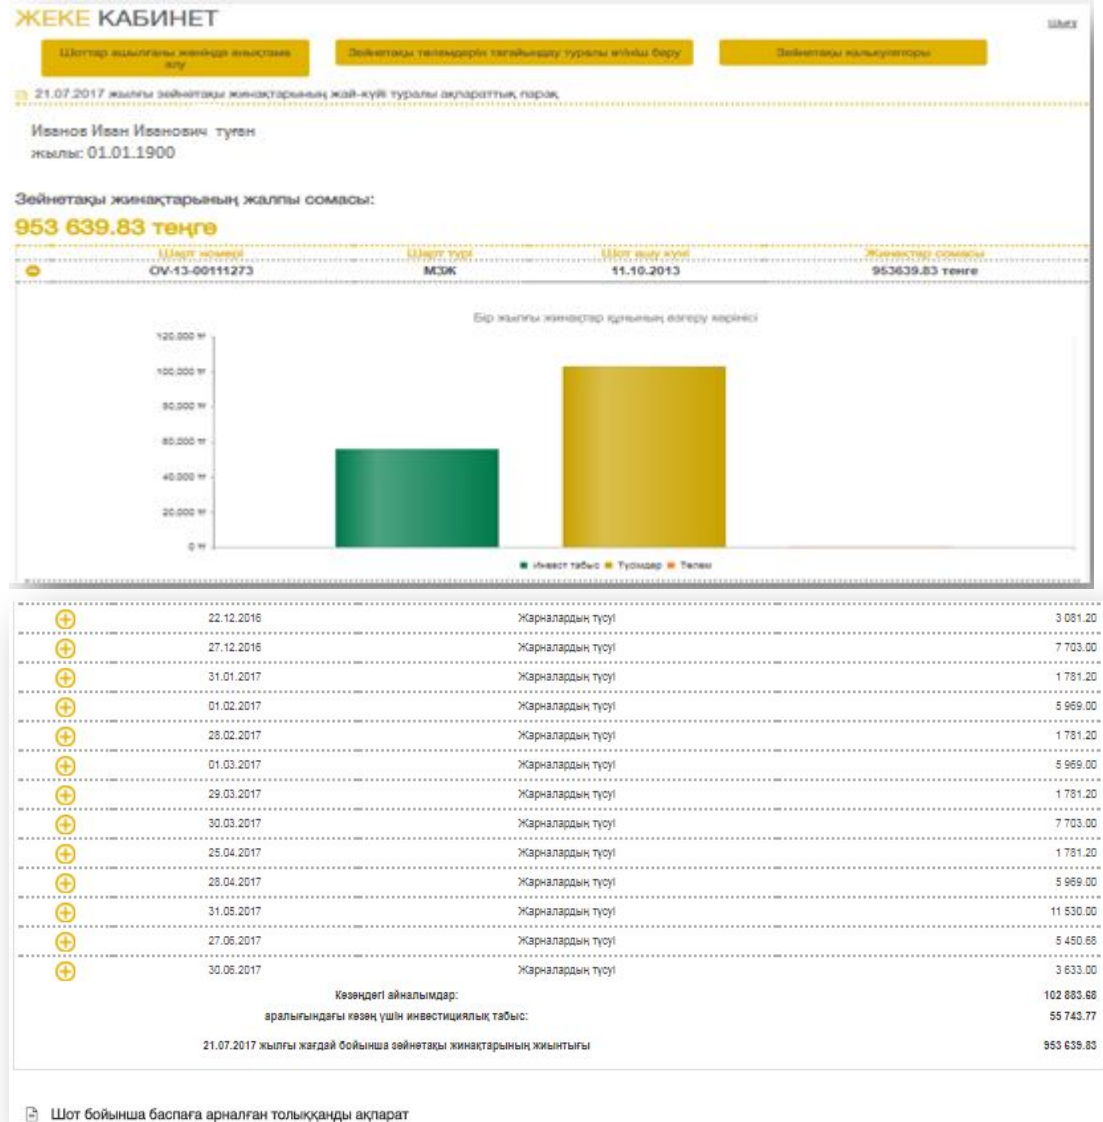 ЖЕКЕ КАБИНЕТ
Шығу
Шоттар ашылғаны жөнінде анықтама алу
Зейнетақы төлемдерін тағайындау туралы өтініш беру
Зейнетақы калькуляторы
21.07.2017 жылғы зейнетақы жинақтарының жай-күйі туралы ақпараттық парақ
Иванов Иван Иванович туған
жылы: 01.01.1900
Зейнетақы жинақтарының жалпы сомасы:
953 639.83 теңге
Шарт номері Шарт түрі Шот ашу күні Жинақтар сомасы
OV-13-00111273 МЗЖ 11.10.2013 953639.83 тенге
Бір жылғы жинақтар құнының өзгеру көрінісі
120,000 ₸
100,000 ₸
80,000 ₸
60,000 ₸
40,000 ₸
20,000 ₸
0 ₸
Инвест табыс Түсімдер Төлем
22.12.2016 Жарналардың түсуі 3 081.20
27.12.2016 Жарналардың түсуі 7 703.00
31.01.2017 Жарналардың түсуі 1 781.20
01.02.2017 Жарналардың түсуі 5 969.00
28.02.2017 Жарналардың түсуі 1 781.20
01.03.2017 Жарналардың түсуі 5 969.00
29.03.2017 Жарналардың түсуі 1 781.20
30.03.2017 Жарналардың түсуі 7 703.00
25.04.2017 Жарналардың түсуі 1 781.20
28.04.2017 Жарналардың түсуі 5 969.00
31.05.2017 Жарналардың түсуі 11 530.00
27.06.2017 Жарналардың түсуі 5 450.68
30.06.2017 Жарналардың түсуі 3 633.00
Кезеңдегі айналымдар: 102 883.68
аралығындағы кезең үшін инвестициялық табыс: 55 743.77
21.07.2017 жылғы жағдай бойынша зейнетақы жинақтарының жиынтығы 953 639.83
Шот бойынша баспаға арналған толыққанды ақпарат